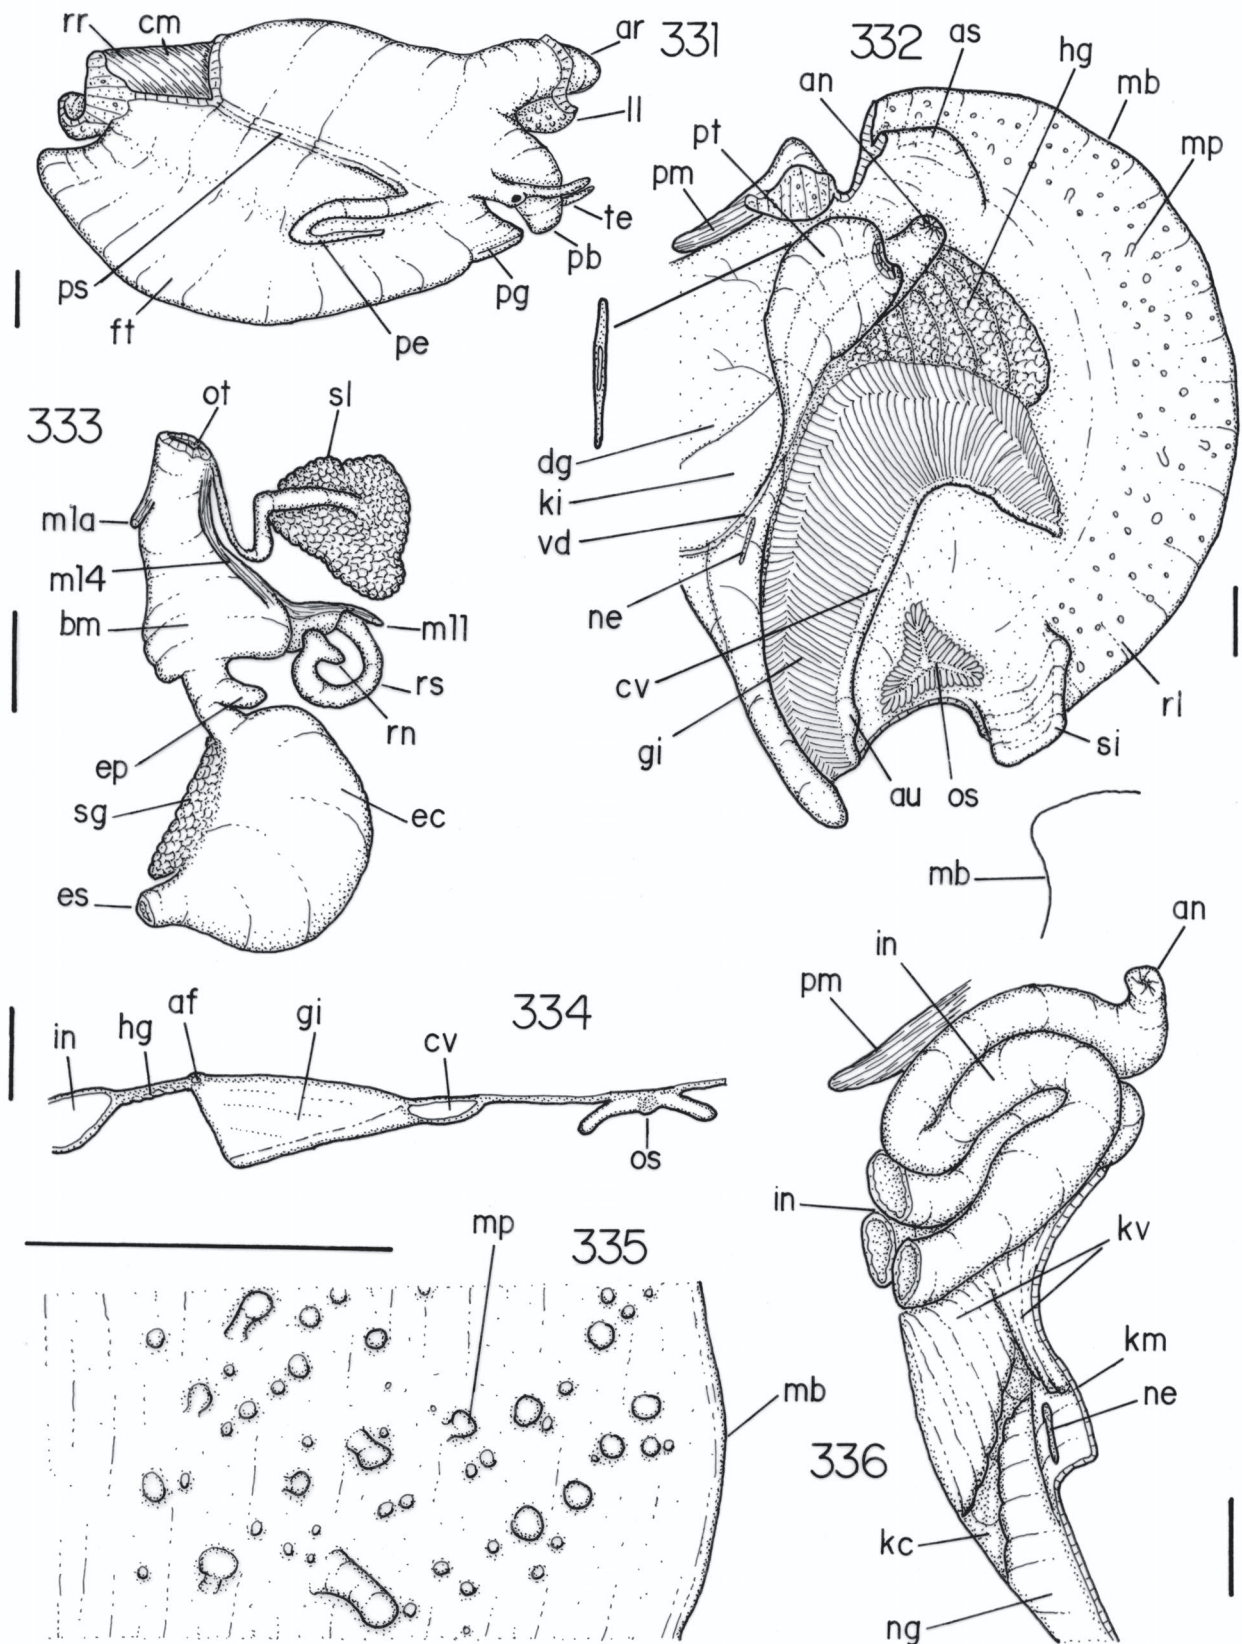 rr cm ar 331
ll
te
pb
pg
ps
ft
pe
332 as hg
an mb
pt mp
pm
dg
ki
vd
ne
cv
gi
au os
si
rl
333 ot sl
m1a
m14
bm
m11
rs
rn
ep
sg
ec
es
mb
334
in hg af gi cv
os
335
mp
mb
an
in
pm
in
kv
km
ne
336
kc
ng